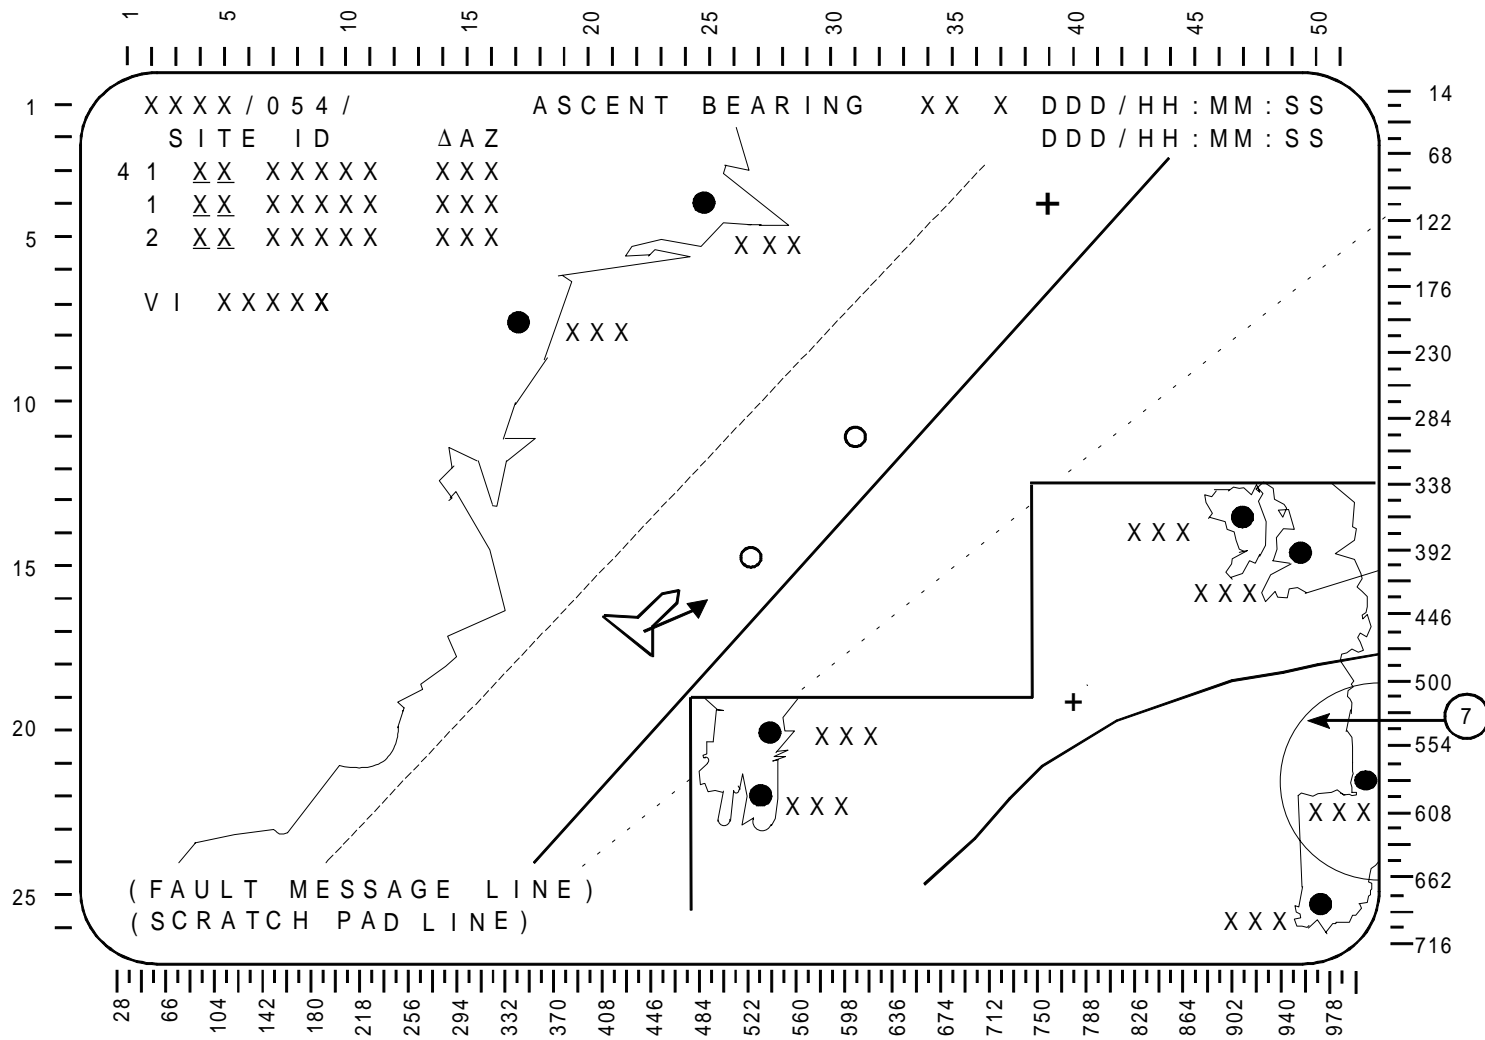 1 5 10 15 20 25 30 35 40 45 50
XXXX/054/ ASCENT BEARING XX X DDD/HH:MM:SS
SITE ID ΔAZ DDD/HH:MM:SS
41 XX XXXXX XXX
1 XX XXXXX XXX
2 XX XXXXX XXX
XXX
VI XXXXX
XXX
XXX
XXX
XXX
XXX
XXX
XXX
(FAULT MESSAGE LINE)
(SCRATCH PAD LINE)
XXX
7
1
5
10
15
20
25
14
68
122
176
230
284
338
392
446
500
554
608
662
716
28 66 104 142 180 218 256 294 332 370 408 446 484 522 560 598 636 674 712 750 788 826 864 902 940 978